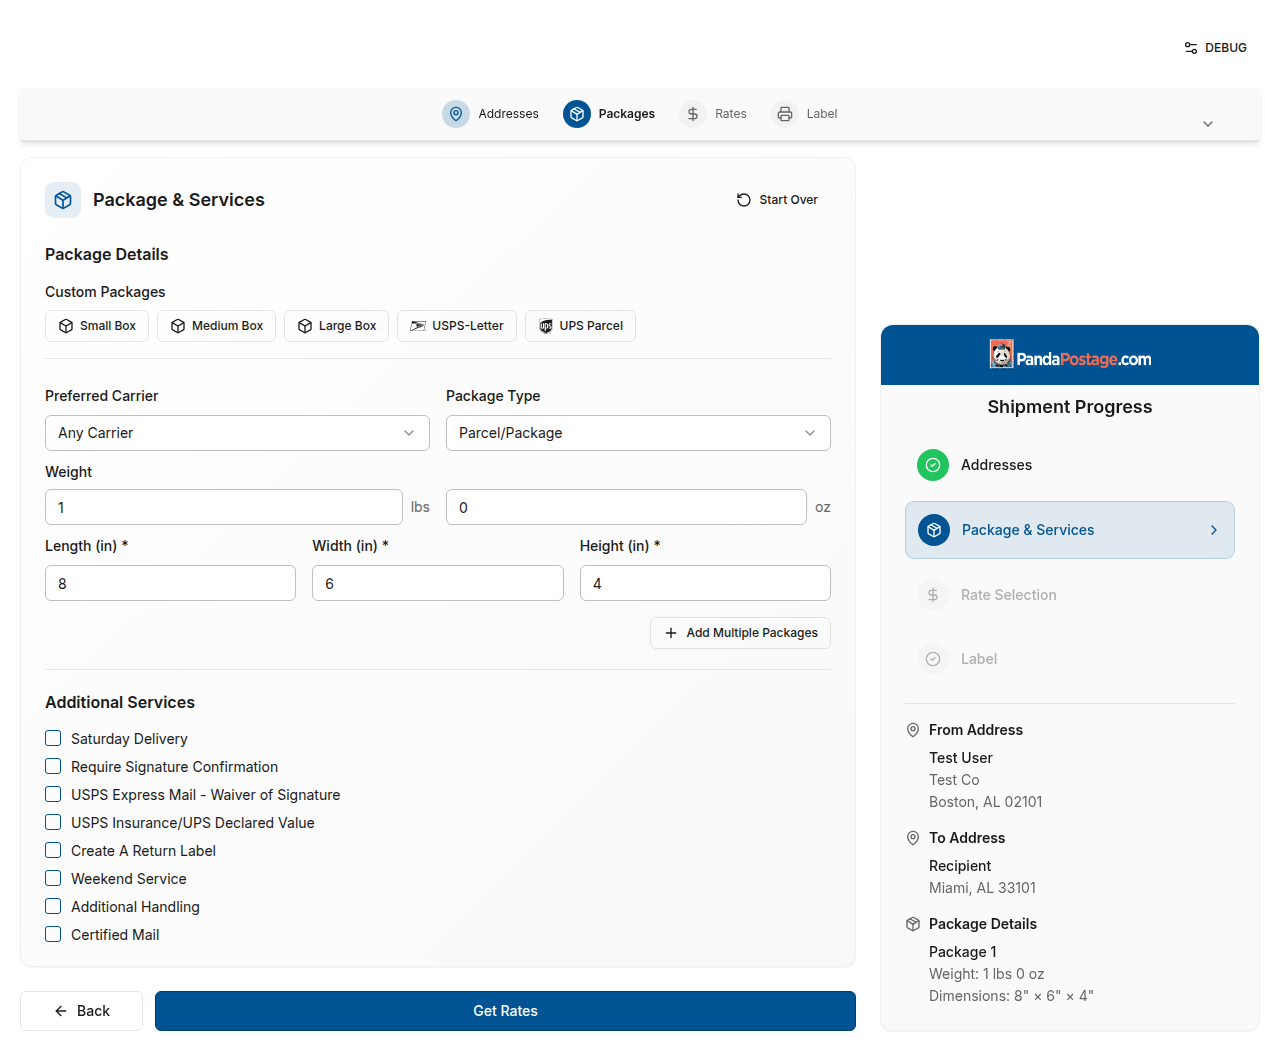 DEBUG
Addresses
Packages
Rates
Label
Package & Services
Start Over
Package Details
Custom Packages
Small Box
Medium Box
Large Box
USPS-Letter
ups
UPS Parcel
Preferred Carrier
Package Type
Any Carrier
Parcel/Package
Weight
1
lbs
0
oz
Length (in) *
Width (in) *
Height (in) *
8
6
4
Add Multiple Packages
Additional Services
Saturday Delivery
Require Signature Confirmation
USPS Express Mail - Waiver of Signature
USPS Insurance/UPS Declared Value
Create A Return Label
Weekend Service
Additional Handling
Certified Mail
Back
Get Rates
PandaPostage.com
Shipment Progress
Addresses
Package & Services
Rate Selection
Label
From Address
Test User
Test Co
Boston, AL 02101
To Address
Recipient
Miami, AL 33101
Package Details
Package 1
Weight: 1 lbs 0 oz
Dimensions: 8" × 6" × 4"